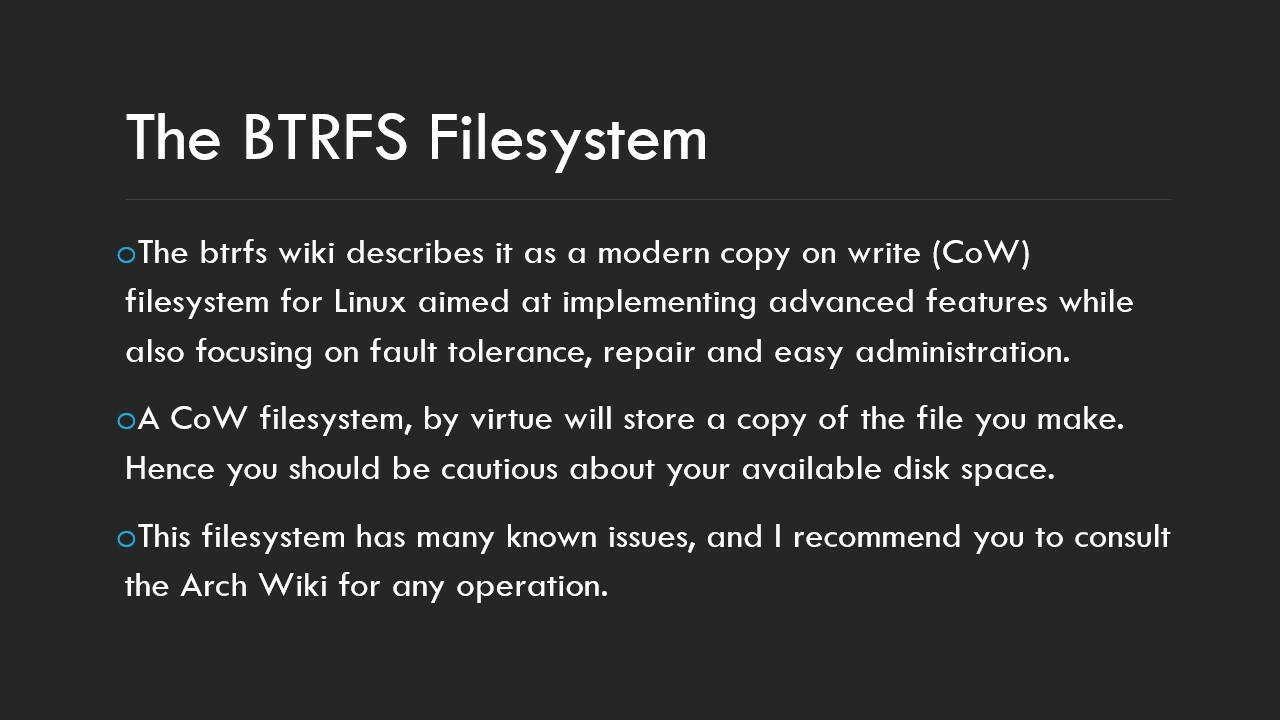 The BTRFS Filesystem
oThe btrfs wiki describes it as a modern copy on write (CoW)
filesystem for Linux aimed at implementing advanced features while
also focusing on fault tolerance, repair and easy administration.
oA CoW filesystem, by virtue will store a copy of the file you make.
Hence you should be cautious about your available disk space.
oThis filesystem has many known issues, and I recommend you to consult
the Arch Wiki for any operation.